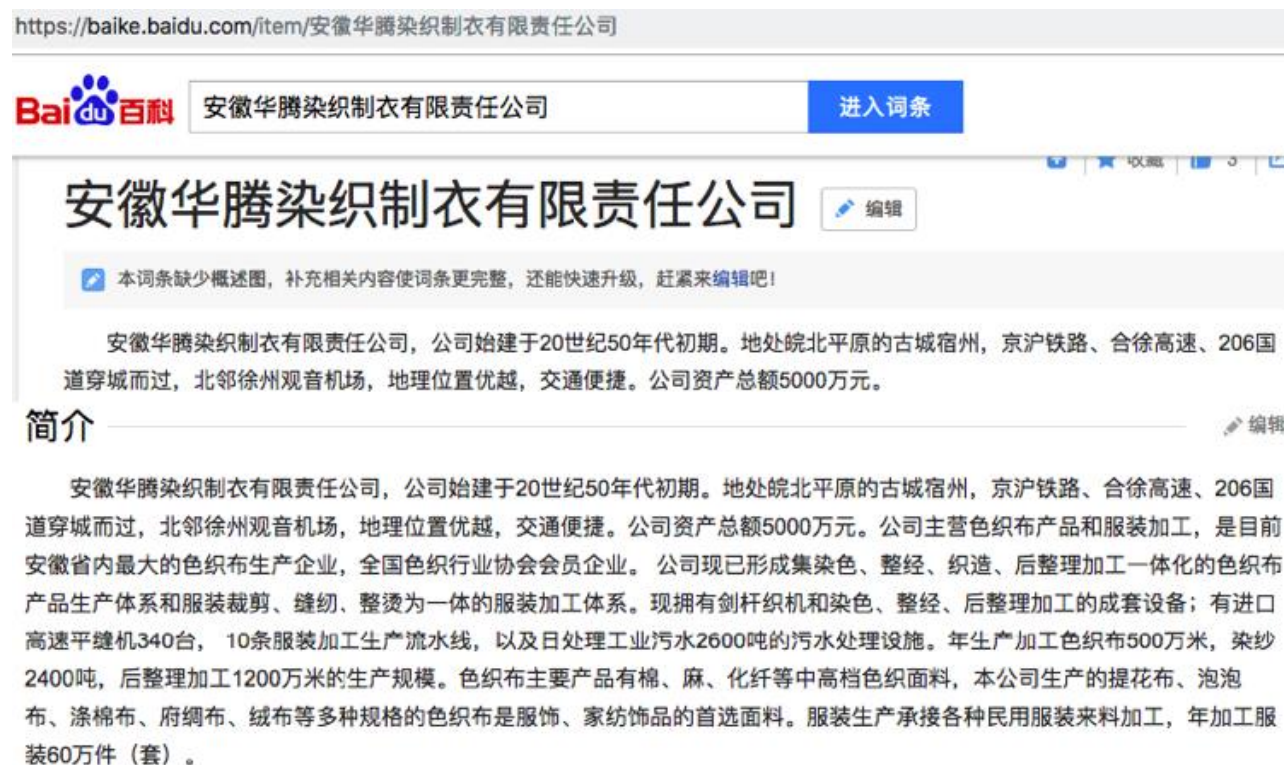 https://baike.baidu.com/item/安徽华腾染织制衣有限责任公司
Bai du 百科 安徽华腾染织制衣有限责任公司 进入词条
收藏 3
安徽华腾染织制衣有限责任公司 编辑
本词条缺少概述图，补充相关内容使词条更完整，还能快速升级，赶紧来编辑吧！
安徽华腾染织制衣有限责任公司，公司始建于20世纪50年代初期。地处皖北平原的古城宿州，京沪铁路、合徐高速、206国
道穿城而过，北邻徐州观音机场，地理位置优越，交通便捷。公司资产总额5000万元。
简介 编辑
安徽华腾染织制衣有限责任公司，公司始建于20世纪50年代初期。地处皖北平原的古城宿州，京沪铁路、合徐高速、206国
道穿城而过，北邻徐州观音机场，地理位置优越，交通便捷。公司资产总额5000万元。公司主营色织布产品和服装加工，是目前
安徽省内最大的色织布生产企业，全国色织行业协会会员企业。 公司现已形成集染色、整经、织造、后整理加工一体化的色织布
产品生产体系和服装裁剪、缝纫、整烫为一体的服装加工体系。现拥有剑杆织机和染色、整经、后整理加工的成套设备；有进口
高速平缝机340台， 10条服装加工生产流水线，以及日处理工业污水2600吨的污水处理设施。年生产加工色织布500万米，染纱
2400吨，后整理加工1200万米的生产规模。色织布主要产品有棉、麻、化纤等中高档色织面料，本公司生产的提花布、泡泡
布、涤棉布、府绸布、绒布等多种规格的色织布是服饰、家纺饰品的首选面料。服装生产承接各种民用服装来料加工，年加工服
装60万件（套）。